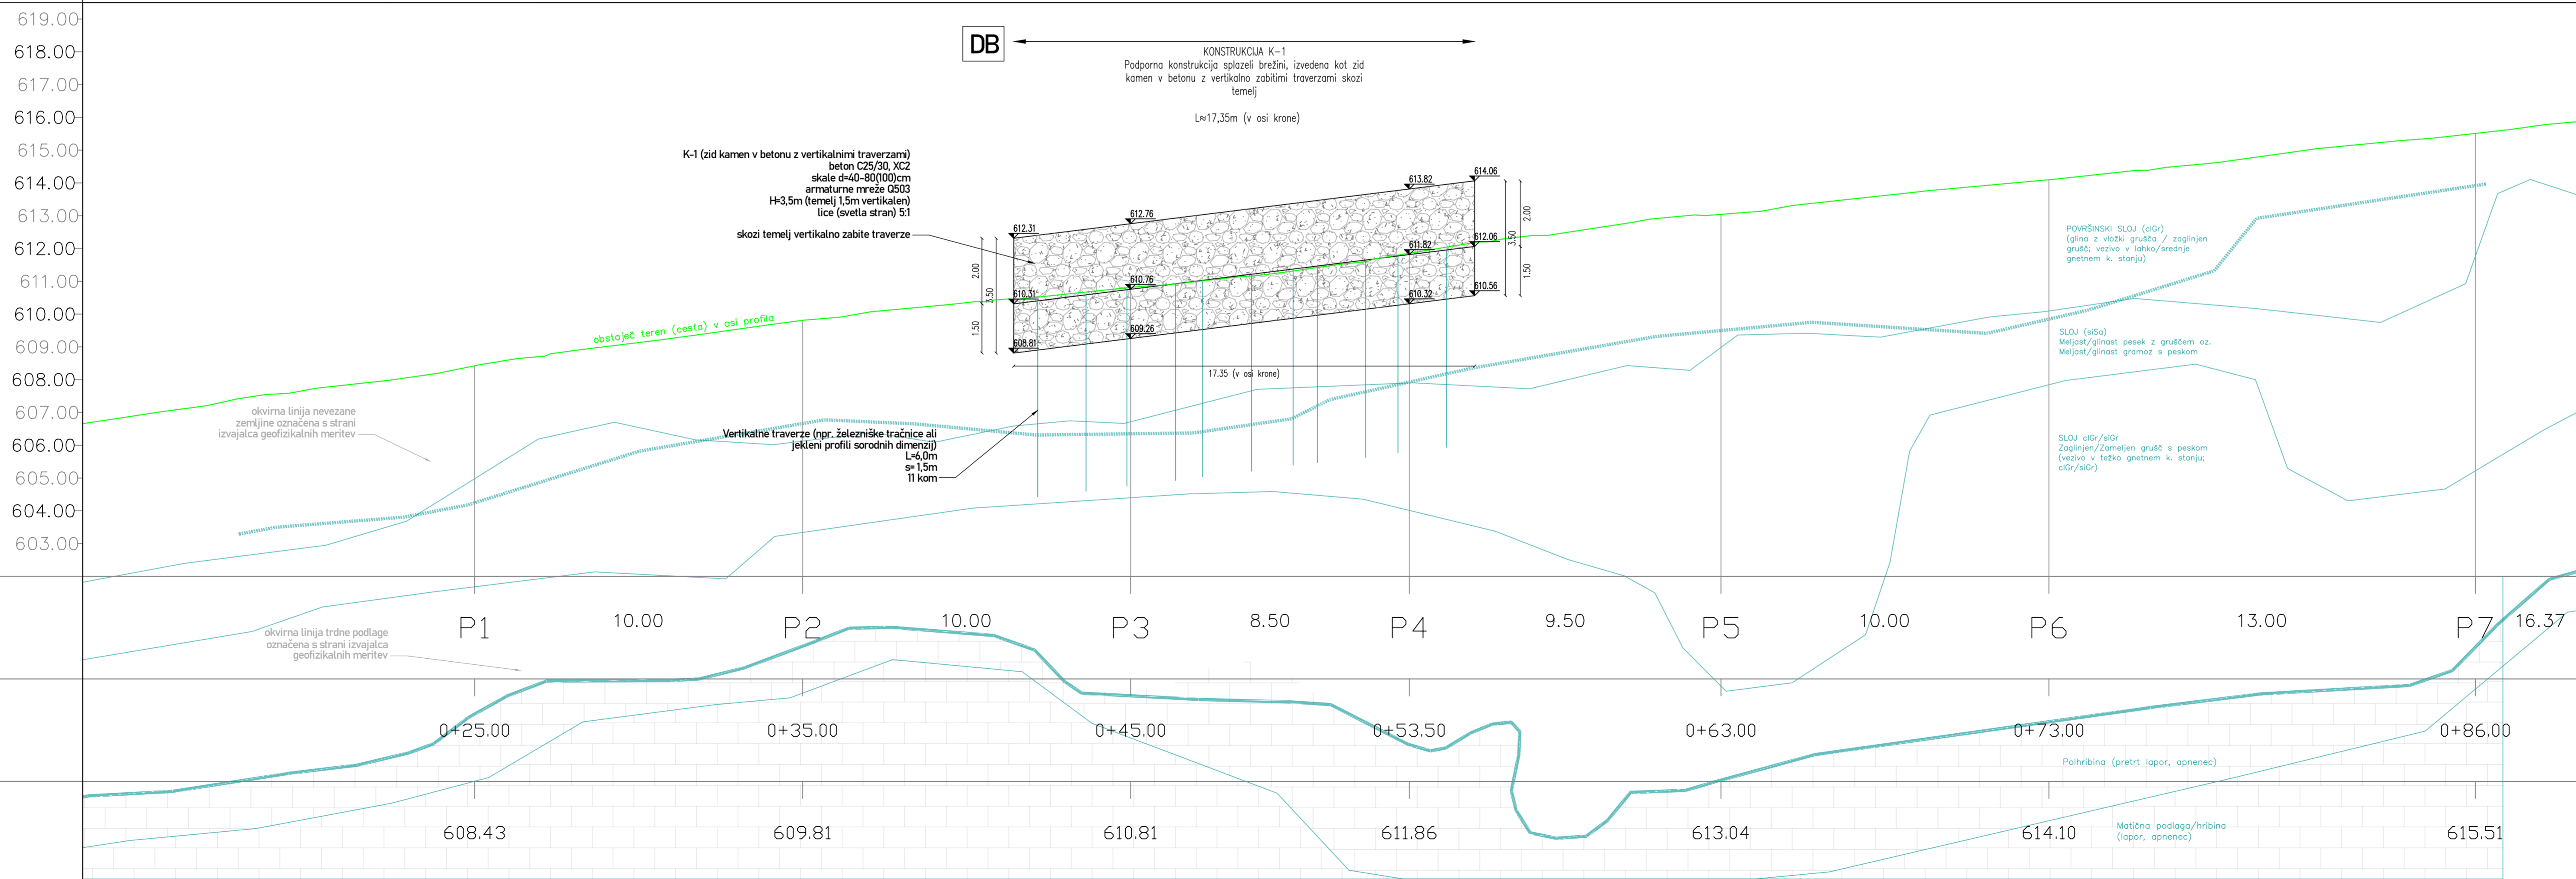 619.00
618.00
617.00
616.00
615.00
614.00
613.00
612.00
611.00
610.00
609.00
608.00
607.00
606.00
605.00
604.00
603.00
DB
KONSTRUKCIJA K-1
Podporna konstrukcija splazeli brežini, izvedena kot zid
kamen v betonu z vertikalno zabitimi traverzami skozi
temelj
L≈17,35m (v osi krone)
K-1 (zid kamen v betonu z vertikalnimi traverzami)
beton C25/30, XC2
skale d=40-80(100)cm
armaturne mreže Q503
H=3,5m (temelj 1,5m vertikalen)
lice (svetla stran) 5:1
skozi temelj vertikalno zabite traverze
612.31
612.76
613.82
614.06
610.31
610.76
611.82
612.06
608.81
609.26
610.32
610.56
2.00
3.50
1.50
2.00
3.50
1.50
17.35 (v osi krone)
obstoječ teren (cesta) v osi profila
okvirna linija nevezane
zemljine označena s strani
izvajalca geofizikalnih meritev
Vertikalne traverze (npr. železniške tračnice ali
jekleni profili sorodnih dimenzij)
L=6,0m
s= 1,5m
11 kom
POVRŠINSKI SLOJ (clGr)
(glina z vložki grušča / zaglinjen
grušč; vezivo v lahko/srednje
gnetnem k. stanju)
SLOJ (siSa)
Meljast/glinast pesek z gruščem oz.
Meljast/glinast gramoz s peskom
SLOJ clGr/siGr
Zaglinjen/Zameljen grušč s peskom
(vezivo v težko gnetnem k. stanju;
clGr/siGr)
okvirna linija trdne podlage
označena s strani izvajalca
geofizikalnih meritev
P1
10.00
P2
10.00
P3
8.50
P4
9.50
P5
10.00
P6
13.00
P7
16.37
0+25.00
0+35.00
0+45.00
0+53.50
0+63.00
0+73.00
0+86.00
Polhribina (pretrt lapor, apnenec)
608.43
609.81
610.81
611.86
613.04
614.10
615.51
Matična podlaga/hribina
(lapor, apnenec)